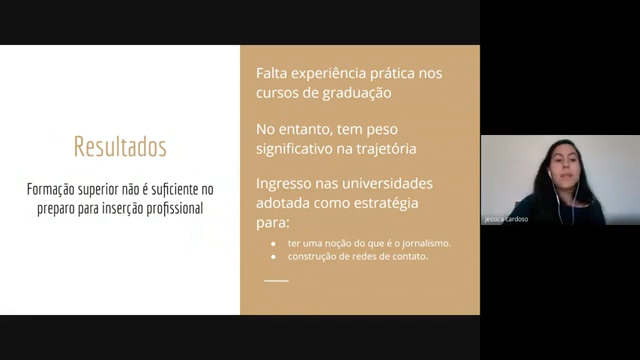 Resultados
Formação superior não é suficiente no
preparo para inserção profissional
Falta experiência prática nos
cursos de graduação
No entanto, tem peso
significativo na trajetória
Ingresso nas universidades
adotada como estratégia
para:
● ter uma noção do que é o jornalismo.
● construção de redes de contato.
jessica cardoso